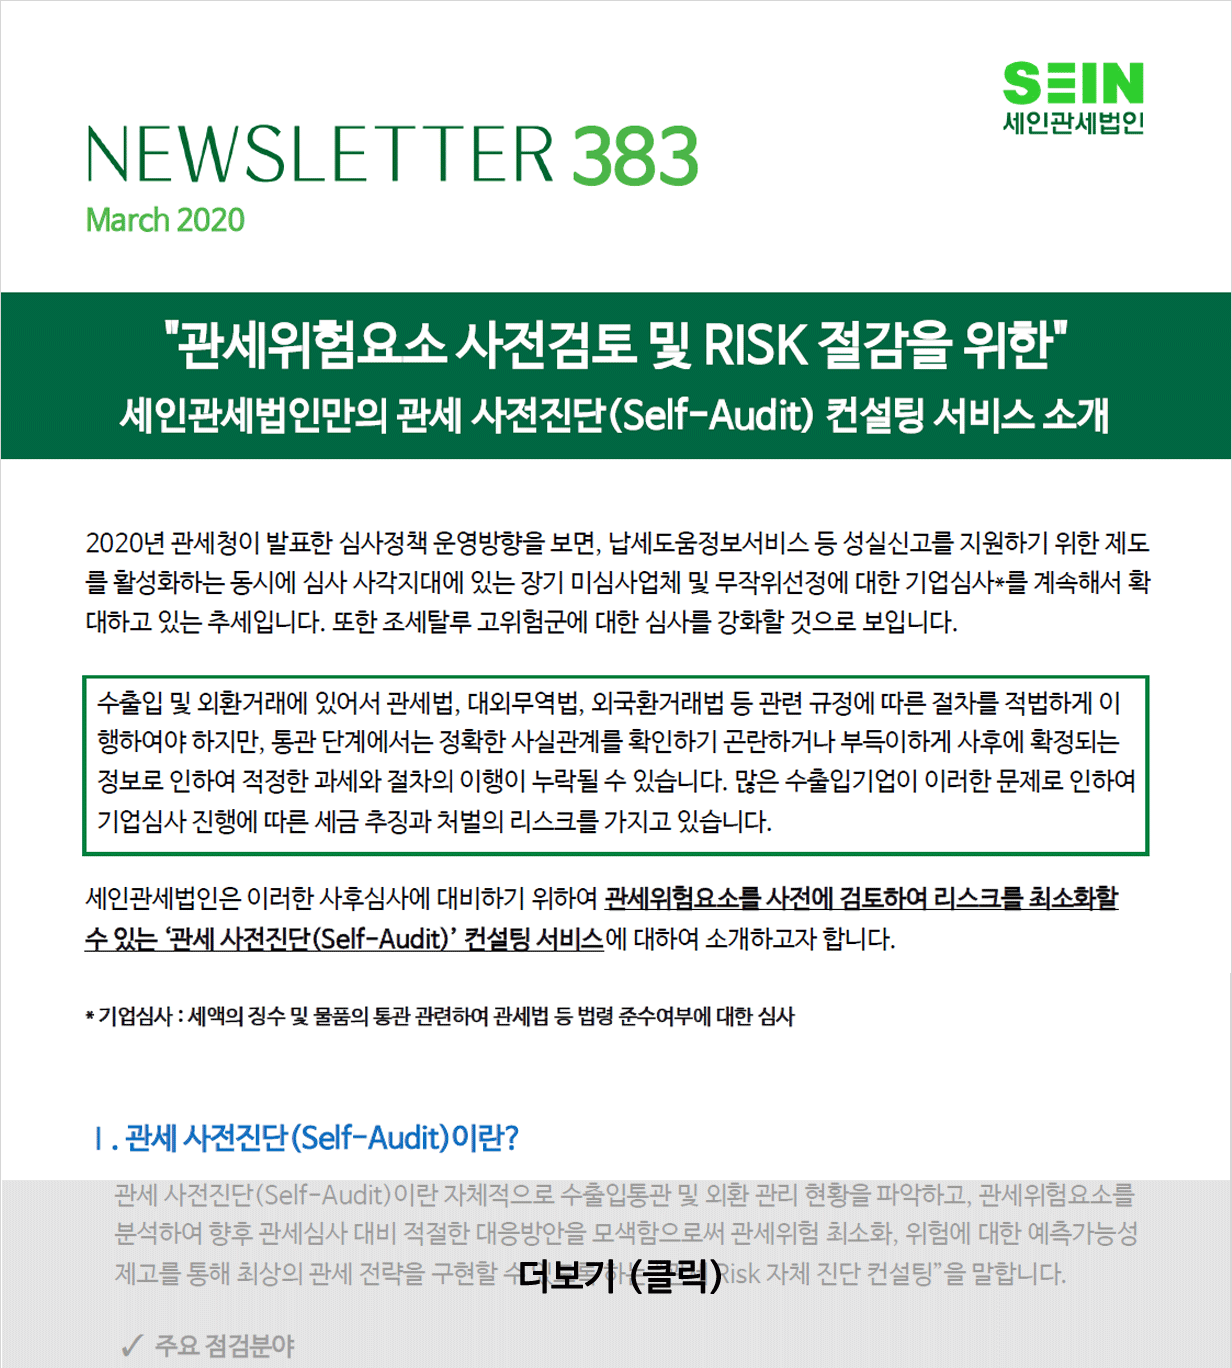 SEIN
세인관세법인
NEWSLETTER 383
March 2020
"관세위험요소 사전검토 및 RISK 절감을 위한"
세인관세법인만의 관세 사전진단(Self-Audit) 컨설팅 서비스 소개
2020년 관세청이 발표한 심사정책 운영방향을 보면, 납세도움정보서비스 등 성실신고를 지원하기 위한 제도
를 활성화하는 동시에 심사 사각지대에 있는 장기 미심사업체 및 무작위선정에 대한 기업심사*를 계속해서 확
대하고 있는 추세입니다. 또한 조세탈루 고위험군에 대한 심사를 강화할 것으로 보입니다.
수출입 및 외환거래에 있어서 관세법, 대외무역법, 외국환거래법 등 관련 규정에 따른 절차를 적법하게 이
행하여야 하지만, 통관 단계에서는 정확한 사실관계를 확인하기 곤란하거나 부득이하게 사후에 확정되는
정보로 인하여 적정한 과세와 절차의 이행이 누락될 수 있습니다. 많은 수출입기업이 이러한 문제로 인하여
기업심사 진행에 따른 세금 추징과 처벌의 리스크를 가지고 있습니다.
세인관세법인은 이러한 사후심사에 대비하기 위하여 관세위험요소를 사전에 검토하여 리스크를 최소화할
수 있는 ‘관세 사전진단(Self-Audit)’ 컨설팅 서비스에 대하여 소개하고자 합니다.
* 기업심사 : 세액의 징수 및 물품의 통관 관련하여 관세법 등 법령 준수여부에 대한 심사
Ⅰ. 관세 사전진단(Self-Audit)이란?
관세 사전진단(Self-Audit)이란 자체적으로 수출입통관 및 외환 관리 현황을 파악하고, 관세위험요소를
분석하여 향후 관세심사 대비 적절한 대응방안을 모색함으로써 관세위험 최소화, 위험에 대한 예측가능성
제고를 통해 최상의 관세 전략을 구현할 수 하는 Risk 자체 진단 컨설팅”을 말합니다.
더보기 (클릭)
✓ 주요 점검분야